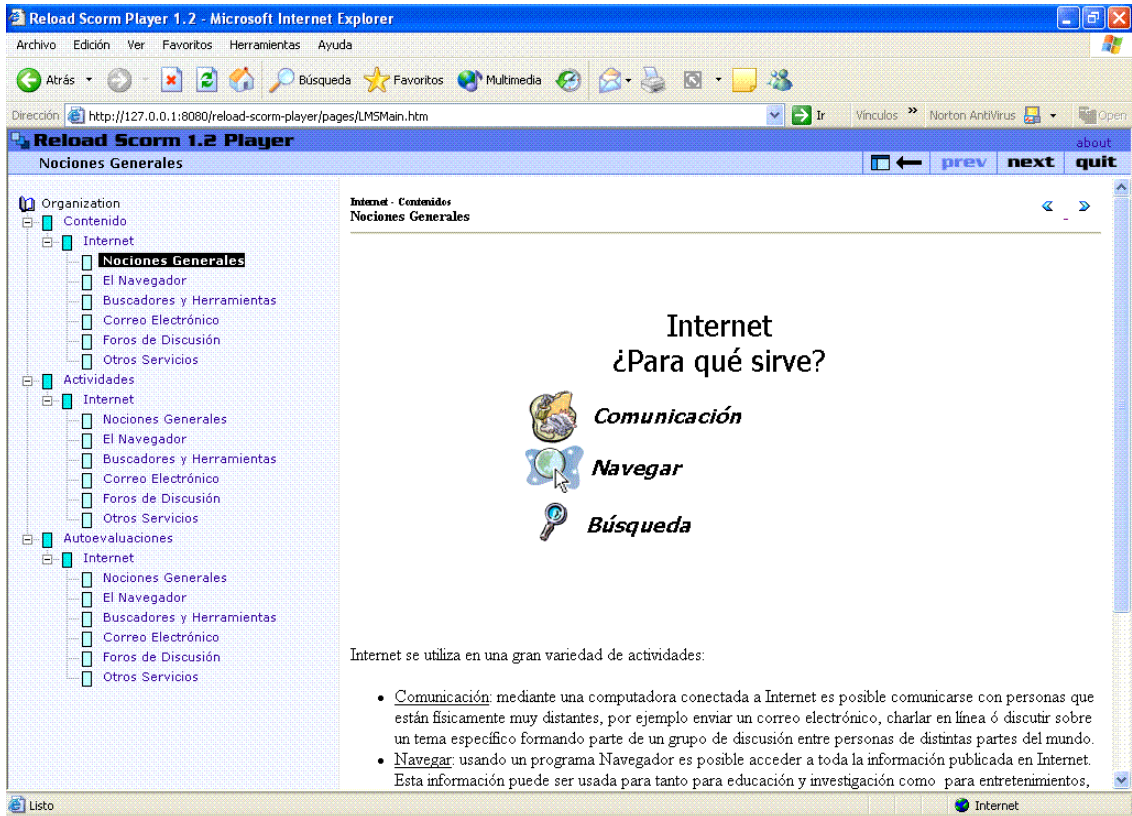 Reload Scorm Player 1.2 - Microsoft Internet Explorer
Archivo Edición Ver Favoritos Herramientas Ayuda
Atrás Búsqueda Favoritos Multimedia
Dirección http://127.0.0.1:8080/reload-scorm-player/pages/LMSMain.htm Ir Vínculos » Norton AntiVirus Open
Reload Scorm 1.2 Player about
Nociones Generales prev next quit
Organization
Contenido
Internet
Nociones Generales
El Navegador
Buscadores y Herramientas
Correo Electrónico
Foros de Discusión
Otros Servicios
Actividades
Internet
Nociones Generales
El Navegador
Buscadores y Herramientas
Correo Electrónico
Foros de Discusión
Otros Servicios
Autoevaluaciones
Internet
Nociones Generales
El Navegador
Buscadores y Herramientas
Correo Electrónico
Foros de Discusión
Otros Servicios
Internet - Contenidos
Nociones Generales
Internet
¿Para qué sirve?
Comunicación
Navegar
Búsqueda
Internet se utiliza en una gran variedad de actividades:
• Comunicación: mediante una computadora conectada a Internet es posible comunicarse con personas que
están físicamente muy distantes, por ejemplo enviar un correo electrónico, charlar en línea ó discutir sobre
un tema específico formando parte de un grupo de discusión entre personas de distintas partes del mundo.
• Navegar: usando un programa Navegador es posible acceder a toda la información publicada en Internet.
Esta información puede ser usada para tanto para educación y investigación como para entretenimientos,
Listo Internet